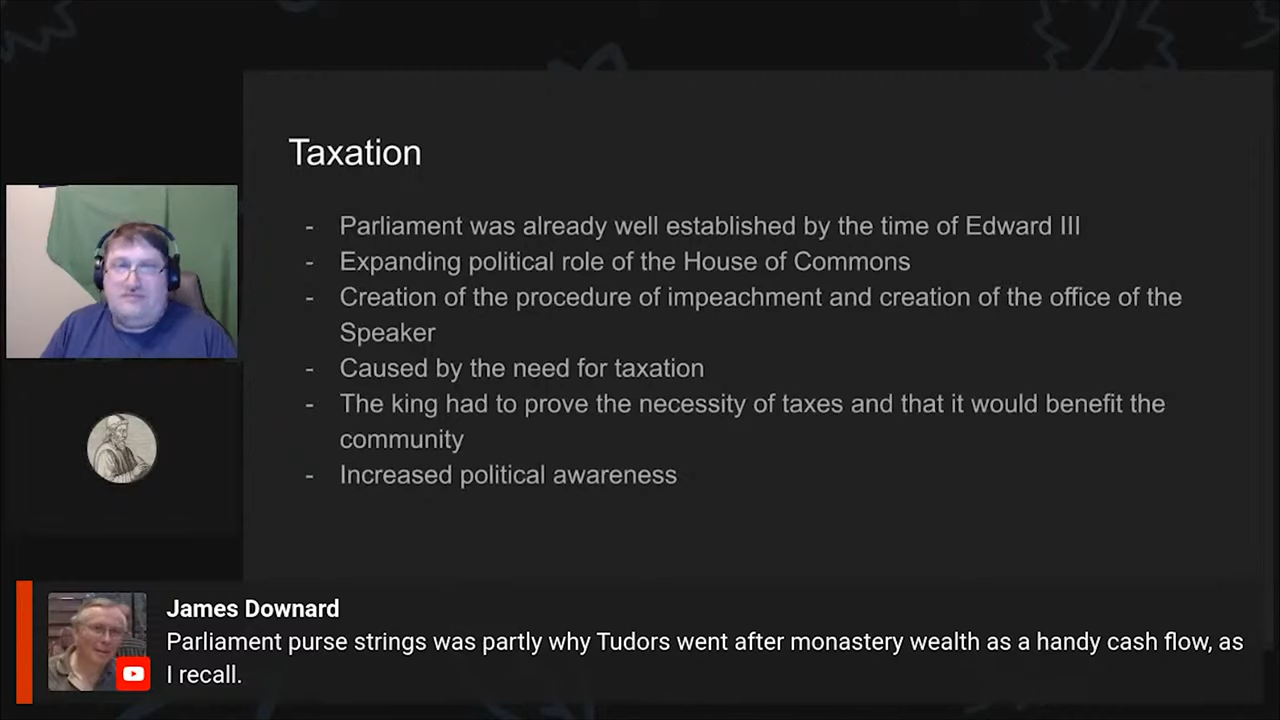 Taxation
- Parliament was already well established by the time of Edward III
- Expanding political role of the House of Commons
- Creation of the procedure of impeachment and creation of the office of the
Speaker
- Caused by the need for taxation
- The king had to prove the necessity of taxes and that it would benefit the
community
- Increased political awareness
James Downard
Parliament purse strings was partly why Tudors went after monastery wealth as a handy cash flow, as
I recall.